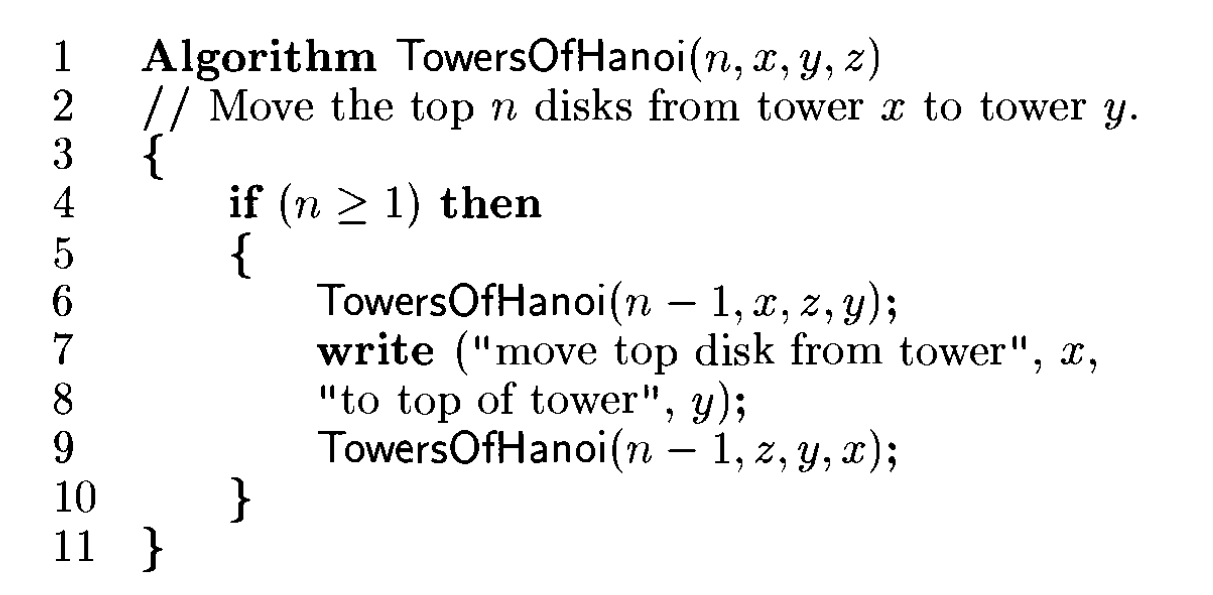 1 Algorithm TowersOfHanoi(n, x, y, z)
2 // Move the top n disks from tower x to tower y.
3 {
4 if (n ≥ 1) then
5 {
6 TowersOfHanoi(n − 1, x, z, y);
7 write ("move top disk from tower", x,
8 "to top of tower", y);
9 TowersOfHanoi(n − 1, z, y, x);
10 }
11 }